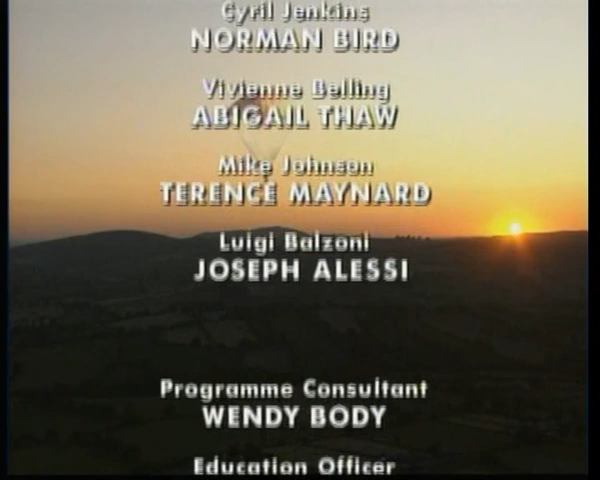 Cyril Jenkins
NORMAN BIRD
Vivienne Belling
ABIGAIL THAW
Mike Johnson
TERENCE MAYNARD
Luigi Balzoni
JOSEPH ALESSI
Programme Consultant
WENDY BODY
Education Officer